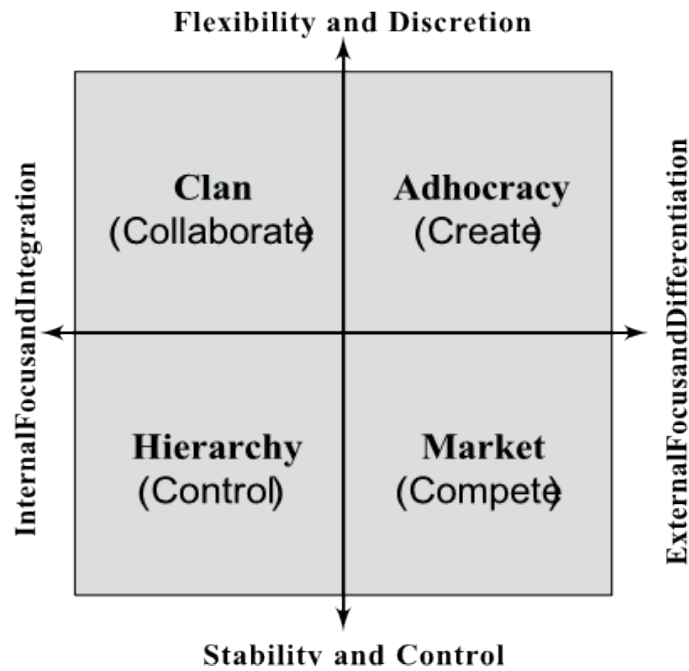 Flexibility and Discretion
InternalFocusandIntegration
Clan
(Collaborate)
Adhocracy
(Create)
ExternalFocusandDifferentiation
Hierarchy
(Control)
Market
(Compete)
Stability and Control